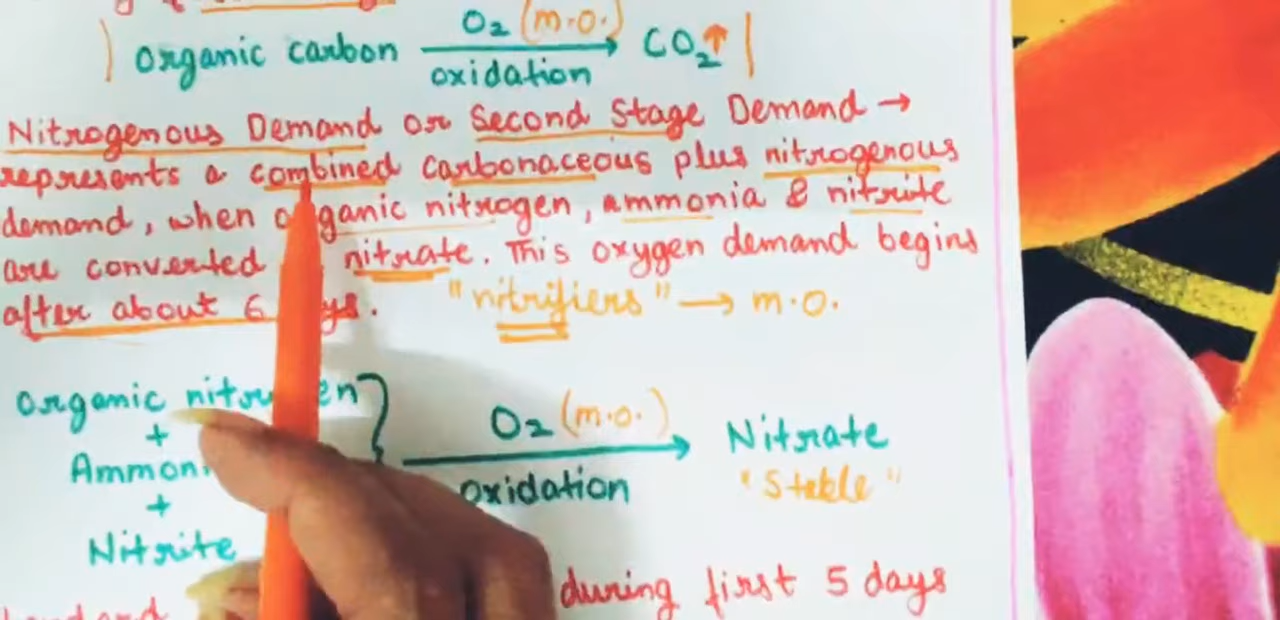 O₂ (m.o.)
Organic carbon → CO₂↑
oxidation
Nitrogenous Demand or Second Stage Demand →
represents a combined carbonaceous plus nitrogenous
demand, when organic nitrogen, ammonia & nitrite
are converted nitrate. This oxygen demand begins
after about 6
"nitrifiers" → m.o.
Organic
O₂ (m.o.)
+ → Nitrate
oxidation "Stable"
+
Nitrite
during first 5 days